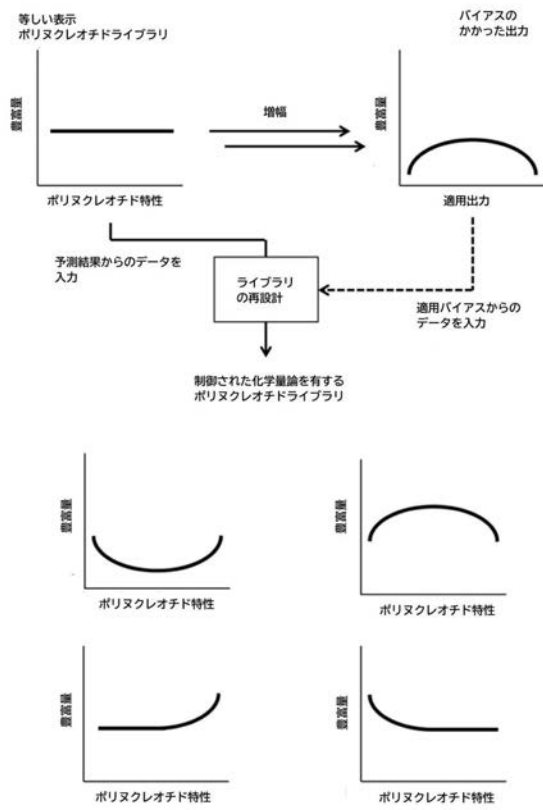 等しい表示
ポリヌクレオチドライブラリ
バイアスの
かかった出力
豊富量
増幅
豊富量
ポリヌクレオチド特性
適用出力
予測結果からのデータを
入力
ライブラリ
の再設計
適用バイアスからの
データを入力
制御された化学量論を有する
ポリヌクレオチドライブラリ
豊富量
豊富量
ポリヌクレオチド特性
ポリヌクレオチド特性
豊富量
豊富量
ポリヌクレオチド特性
ポリヌクレオチド特性